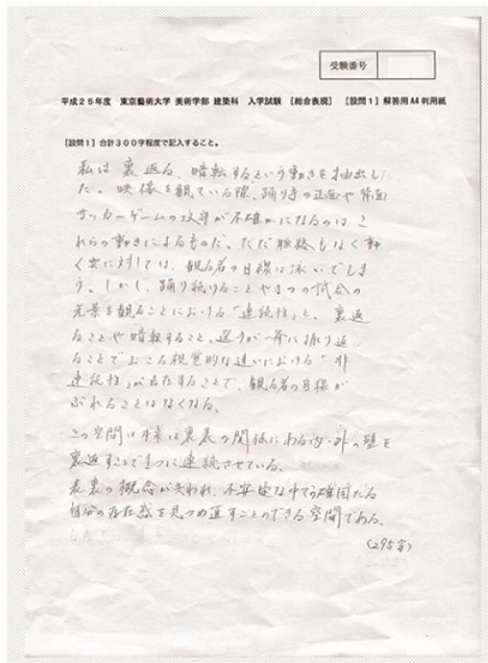 受験番号
平成25年度 東京藝術大学 美術学部 建築科 入学試験 [総合表現] [設問1] 解答用A4判用紙
[設問1] 合計300字程度で記入すること。
私は裏返る、暗転するという動きを抽出し
た。映像を観ている際、踊り手の正面や背面
サッカーゲームの攻守が不確かになるのはこ
れらの動きによるものだ。ただ脈絡もなく動
く変に対しては、観る者の目線は泳いでしま
う。しかし、踊り続けることや1つの試合の
光景を観ることにおける"連続性"と、裏返
ることや暗転すること、選手が一斉に振り返
ることでおこる視覚的な違いにおける"非
連続性"が存在することで、観る者の目線が
ぶれることはなくなる。
この空間は本来は裏表の関係にある内・外の壁を
裏返すことで1つに連続させている。
表裏の概念が失われ、不安定な中での確固たる
自分の存在感を見つめ直すことのできる空間である。
(295字)